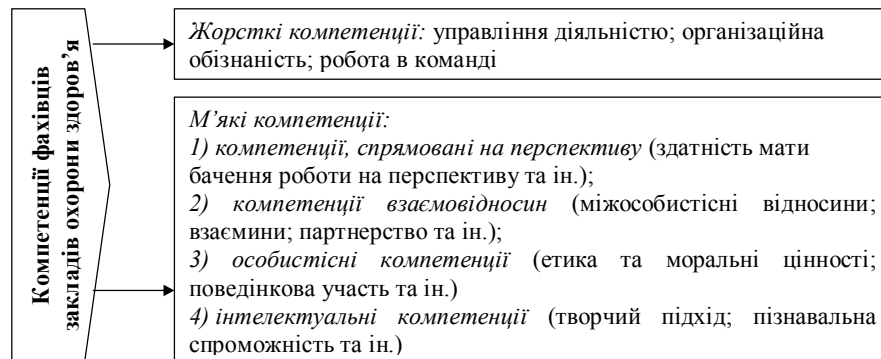 Компетенції фахівців
закладів охорони здоров’я
Жорсткі компетенції: управління діяльністю; організаційна
обізнаність; робота в команді
М’які компетенції:
1) компетенції, спрямовані на перспективу (здатність мати
бачення роботи на перспективу та ін.);
2) компетенції взаємовідносин (міжособистісні відносини;
взаємини; партнерство та ін.);
3) особистісні компетенції (етика та моральні цінності;
поведінкова участь та ін.)
4) інтелектуальні компетенції (творчий підхід; пізнавальна
спроможність та ін.)